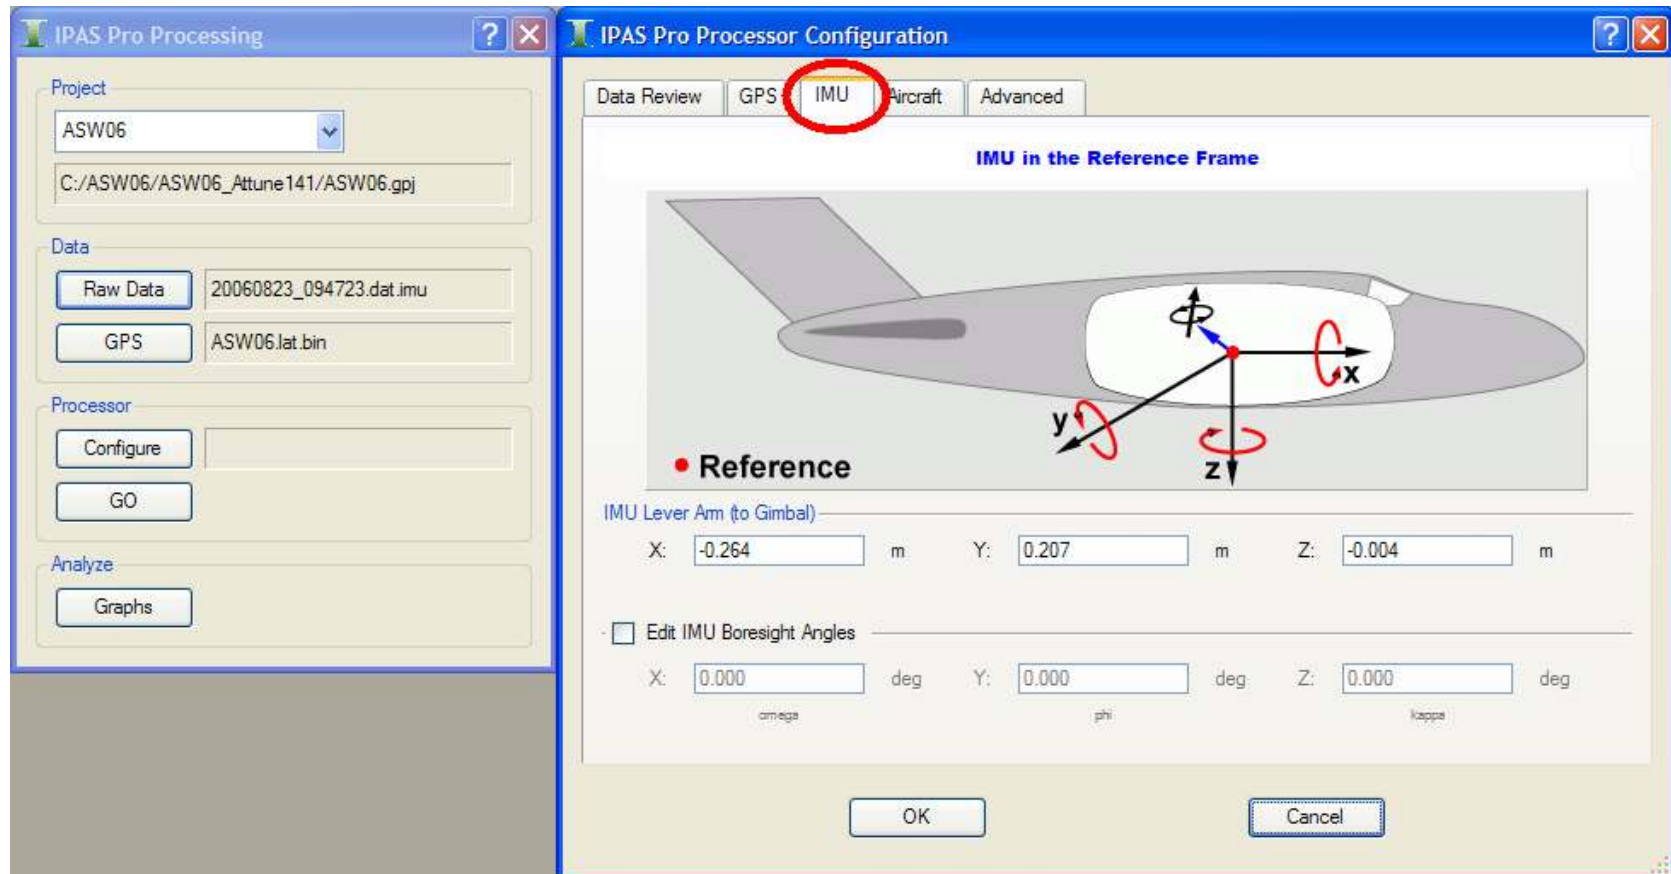 IPAS Pro Processing
Project
ASW06
C:/ASW06/ASW06_Attune141/ASW06.gpj
Data
Raw Data 20060823_094723.dat.imu
GPS ASW06.lat.bin
Processor
Configure
GO
Analyze
Graphs
IPAS Pro Processor Configuration
Data Review GPS IMU Aircraft Advanced
IMU in the Reference Frame
x
y
z
Reference
IMU Lever Arm (to Gimbal)
X: -0.264 m Y: 0.207 m Z: -0.004 m
Edit IMU Boresight Angles
X: 0.000 deg Y: 0.000 deg Z: 0.000 deg
omega phi kappa
OK Cancel